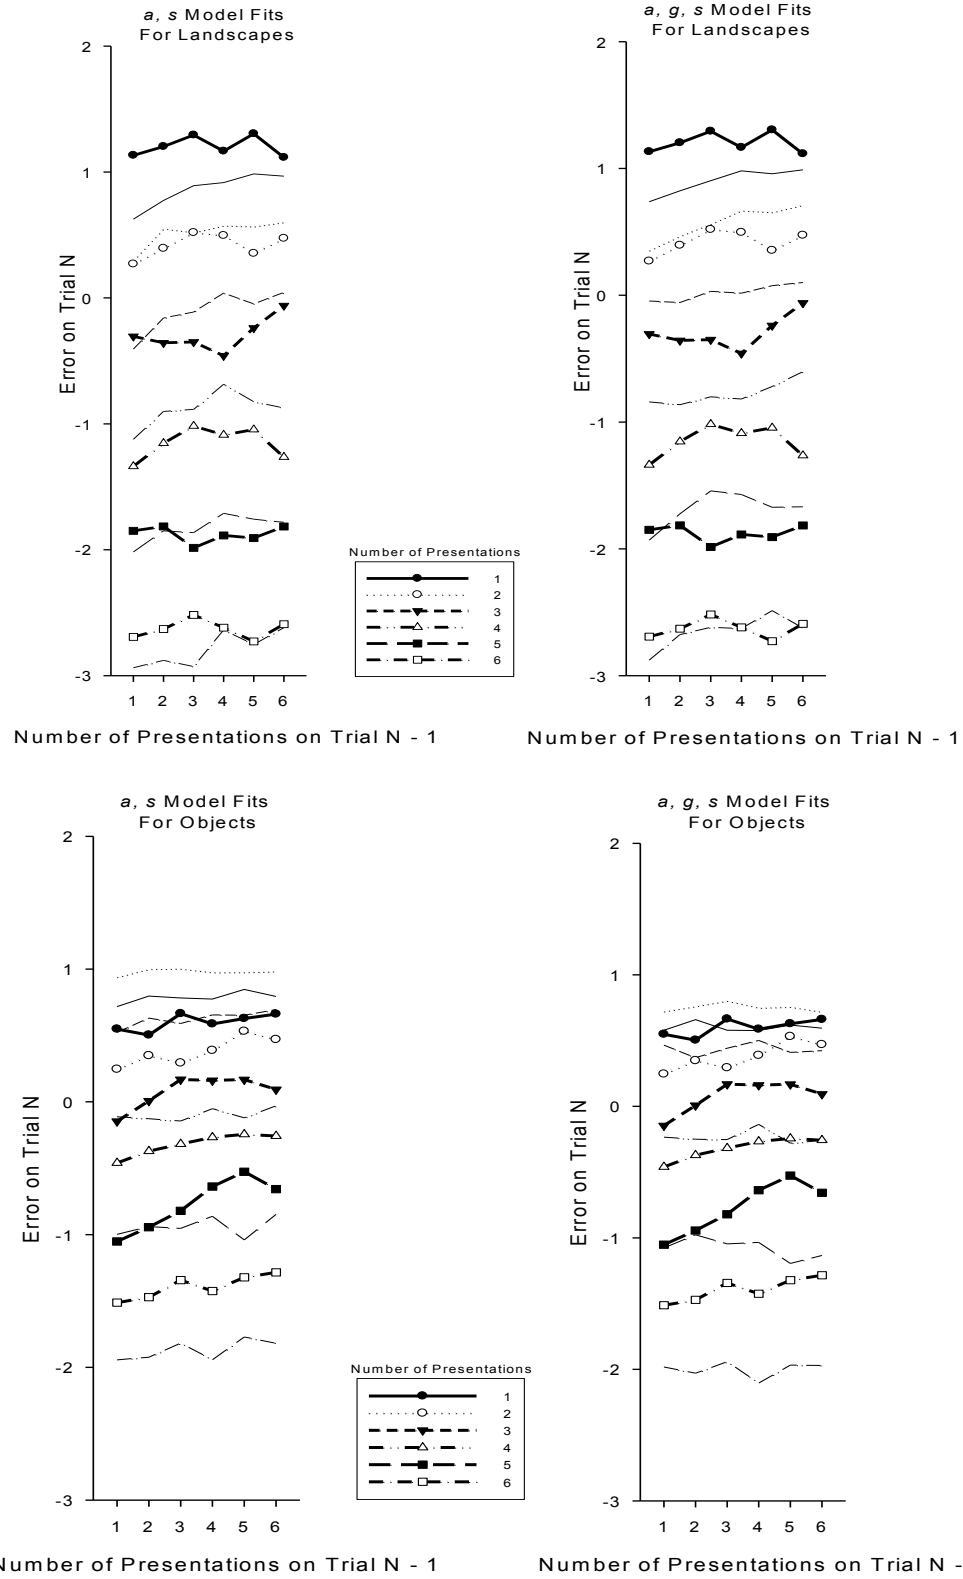 a, s Model Fits
For Landscapes
a, g, s Model Fits
For Landscapes
2
1
0
-1
-2
-3
Error on Trial N
1 2 3 4 5 6
Number of Presentations on Trial N - 1
2
1
0
-1
-2
-3
Error on Trial N
1 2 3 4 5 6
Number of Presentations on Trial N - 1
Number of Presentations
1
2
3
4
5
6
a, s Model Fits
For Objects
a, g, s Model Fits
For Objects
2
1
0
-1
-2
-3
Error on Trial N
1 2 3 4 5 6
Number of Presentations on Trial N - 1
2
1
0
-1
-2
-3
Error on Trial N
1 2 3 4 5 6
Number of Presentations on Trial N -
Number of Presentations
1
2
3
4
5
6